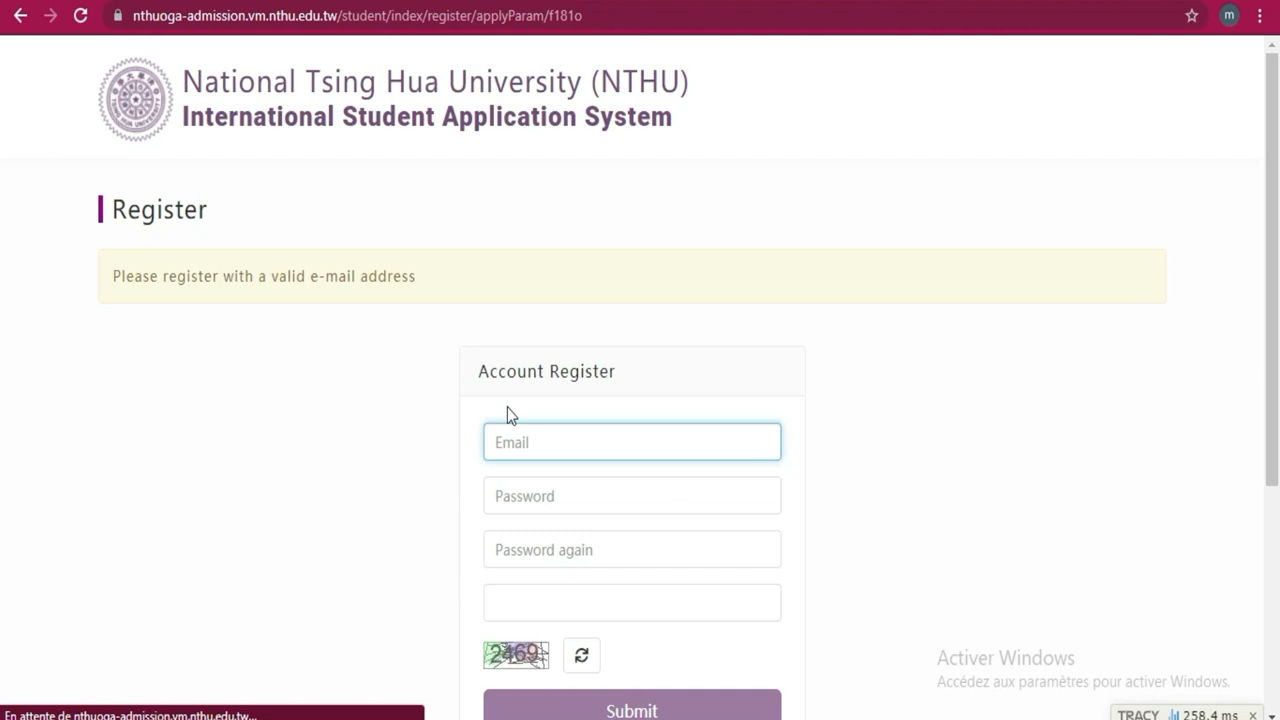 nthuoga-admission.vm.nthu.edu.tw/student/index/register/applyParam/f181o
m
National Tsing Hua University (NTHU)
International Student Application System
Register
Please register with a valid e-mail address
Account Register
Email
Password
Password again
2469
Submit
Activer Windows
Accédez aux paramètres pour activer Windows.
En attente de nthuoga-admission.vm.nthu.edu.tw...
TRACY 258.4 ms ×